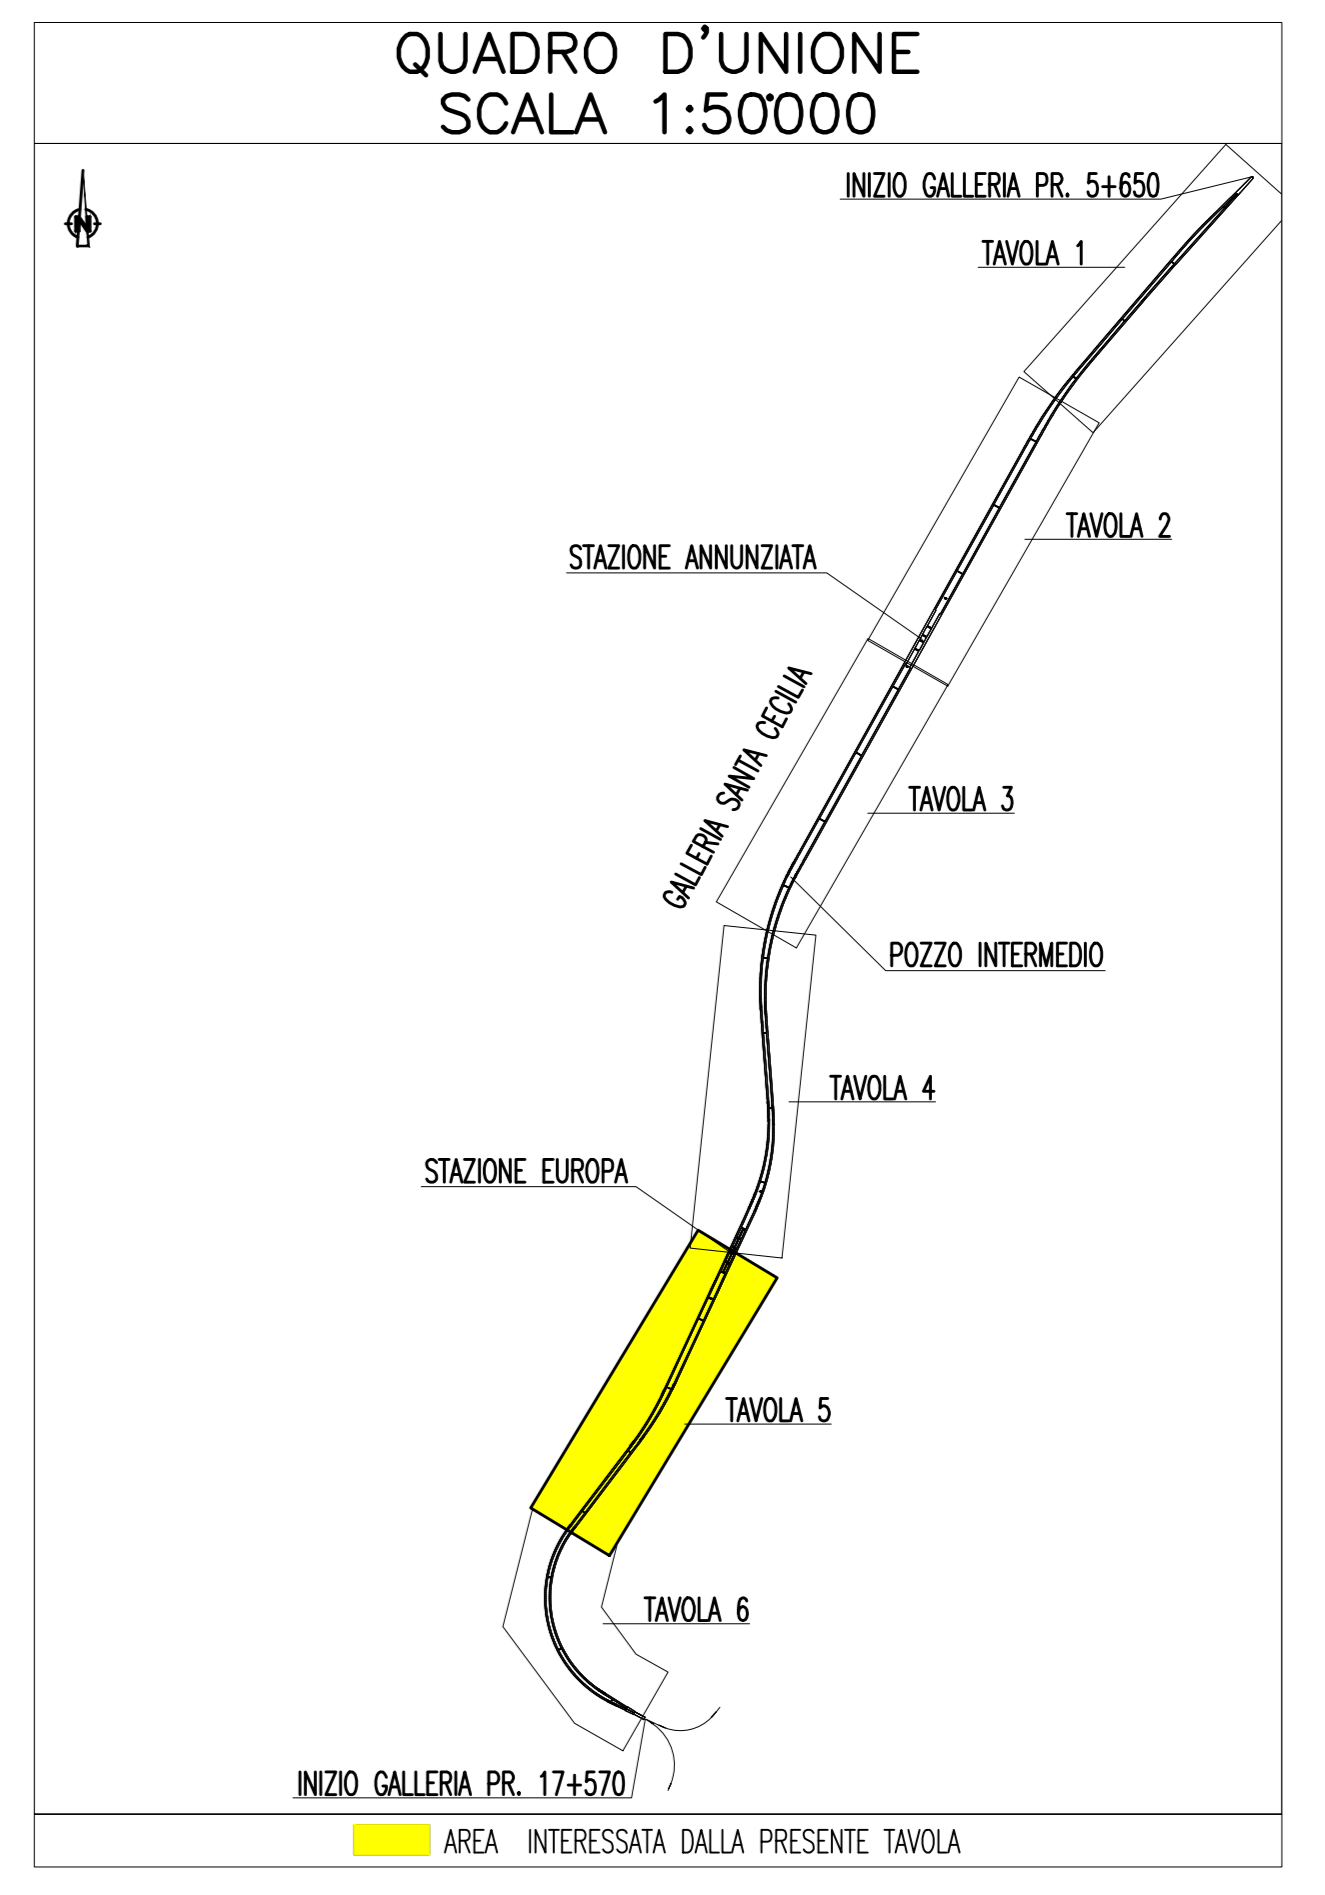 QUADRO D'UNIONE
SCALA 1:50'000
N
INIZIO GALLERIA PR. 5+650
TAVOLA 1
TAVOLA 2
STAZIONE ANNUNZIATA
GALLERIA SANTA CECILIA
TAVOLA 3
POZZO INTERMEDIO
TAVOLA 4
STAZIONE EUROPA
TAVOLA 5
TAVOLA 6
INIZIO GALLERIA PR. 17+570
AREA INTERESSATA DALLA PRESENTE TAVOLA